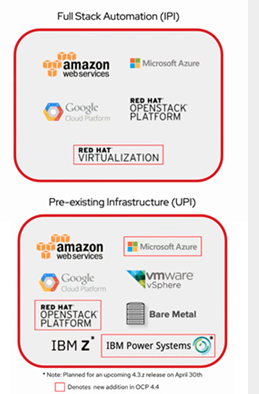 Full Stack Automation (IPI)
amazon
web services
Microsoft Azure
Google
Cloud Platform
RED HAT
OPENSTACK
PLATFORM
RED HAT
VIRTUALIZATION
Pre-existing Infrastructure (UPI)
amazon
web services
Microsoft Azure
Google
Cloud Platform
vmware
vSphere
RED HAT
OPENSTACK
PLATFORM
Bare Metal
IBM Z*
IBM Power Systems *
* Note: Planned for an upcoming 4.3.z release on April 30th
Denotes new addition in OCP 4.4